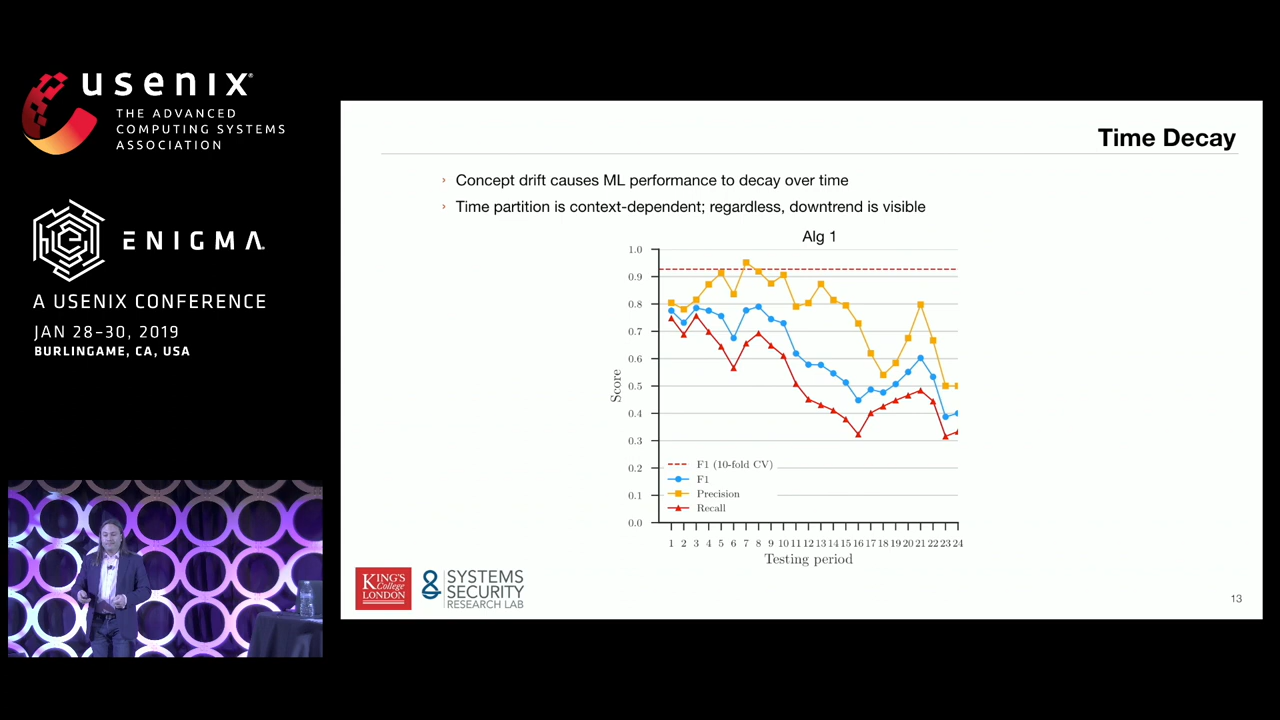 usenix
THE ADVANCED
COMPUTING SYSTEMS
ASSOCIATION
ENIGMA
A USENIX CONFERENCE
JAN 28–30, 2019
BURLINGAME, CA, USA
Time Decay
› Concept drift causes ML performance to decay over time
› Time partition is context-dependent; regardless, downtrend is visible
Alg 1
1.0
0.9
0.8
0.7
0.6
0.5
0.4
0.3
0.2
0.1
0.0
Score
F1 (10-fold CV)
F1
Precision
Recall
1 2 3 4 5 6 7 8 9 10 11 12 13 14 15 16 17 18 19 20 21 22 23 24
Testing period
KING'S
College
LONDON
SYSTEMS
SECURITY
RESEARCH LAB
13